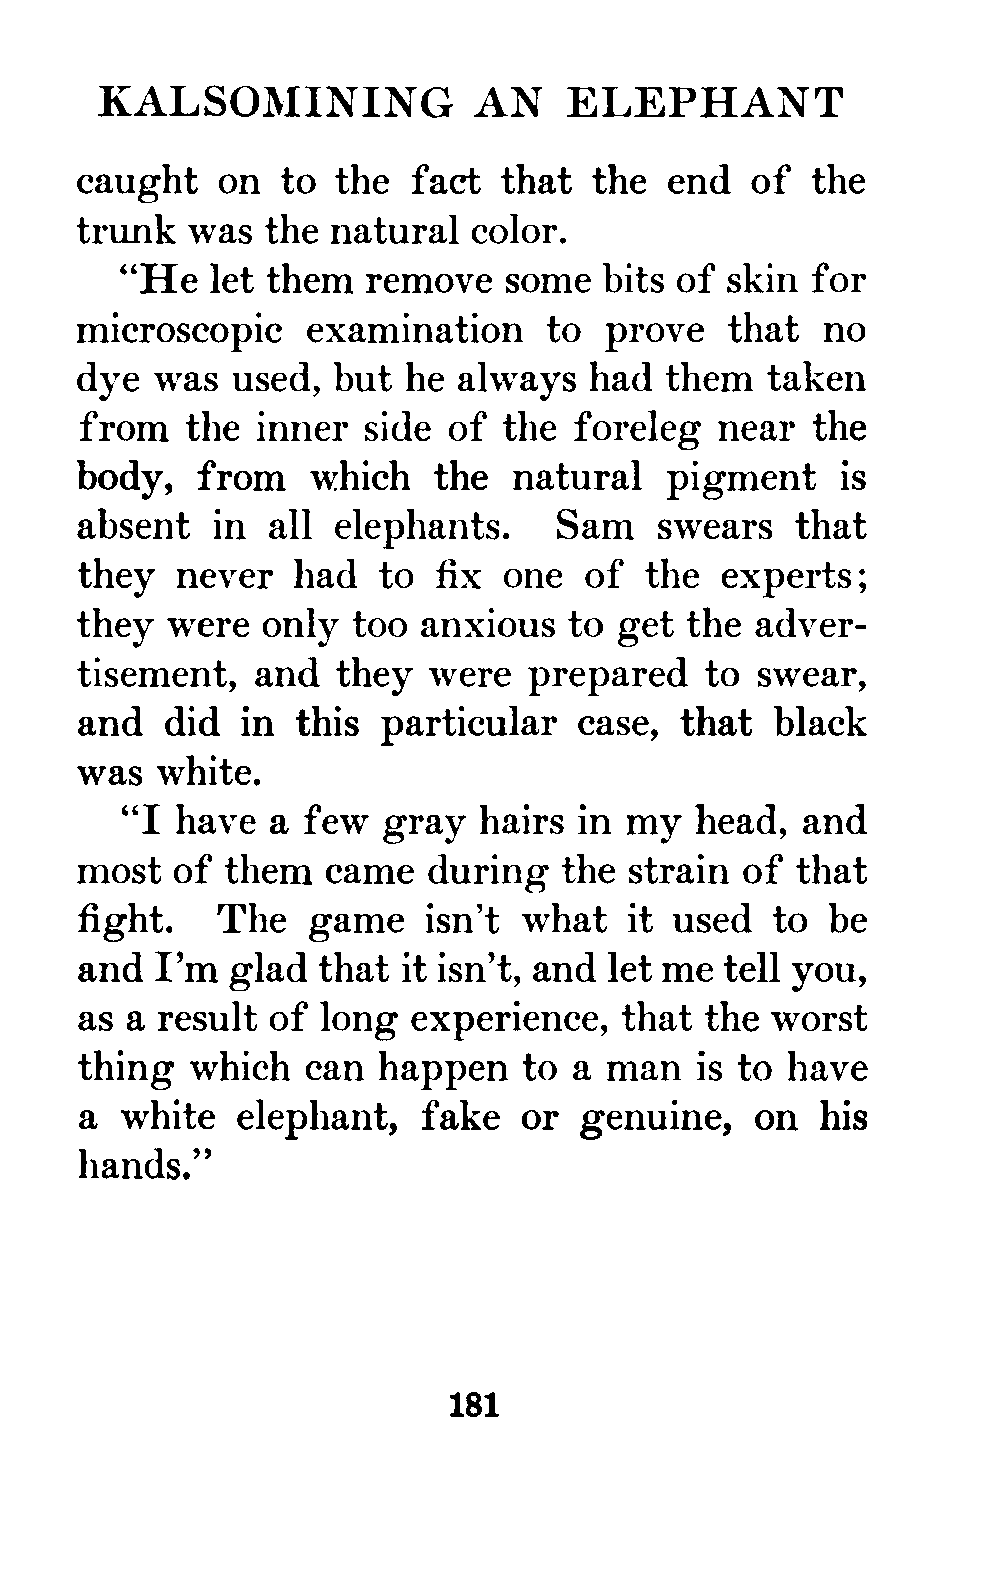 KALSOMINING AN ELEPHANT
caught on to the fact that the end of the
trunk was the natural color.
“He let them remove some bits of skin for
microscopic examination to prove that no
dye was used, but he always had them taken
from the inner side of the foreleg near the
body, from which the natural pigment is
absent in all elephants. Sam swears that
they never had to fix one of the experts;
they were only too anxious to get the adver-
tisement, and they were prepared to swear,
and did in this particular case, that black
was white.
“I have a few gray hairs in my head, and
most of them came during the strain of that
fight. The game isn’t what it used to be
and I’m glad that it isn’t, and let me tell you,
as a result of long experience, that the worst
thing which can happen to a man is to have
a white elephant, fake or genuine, on his
hands.”
181